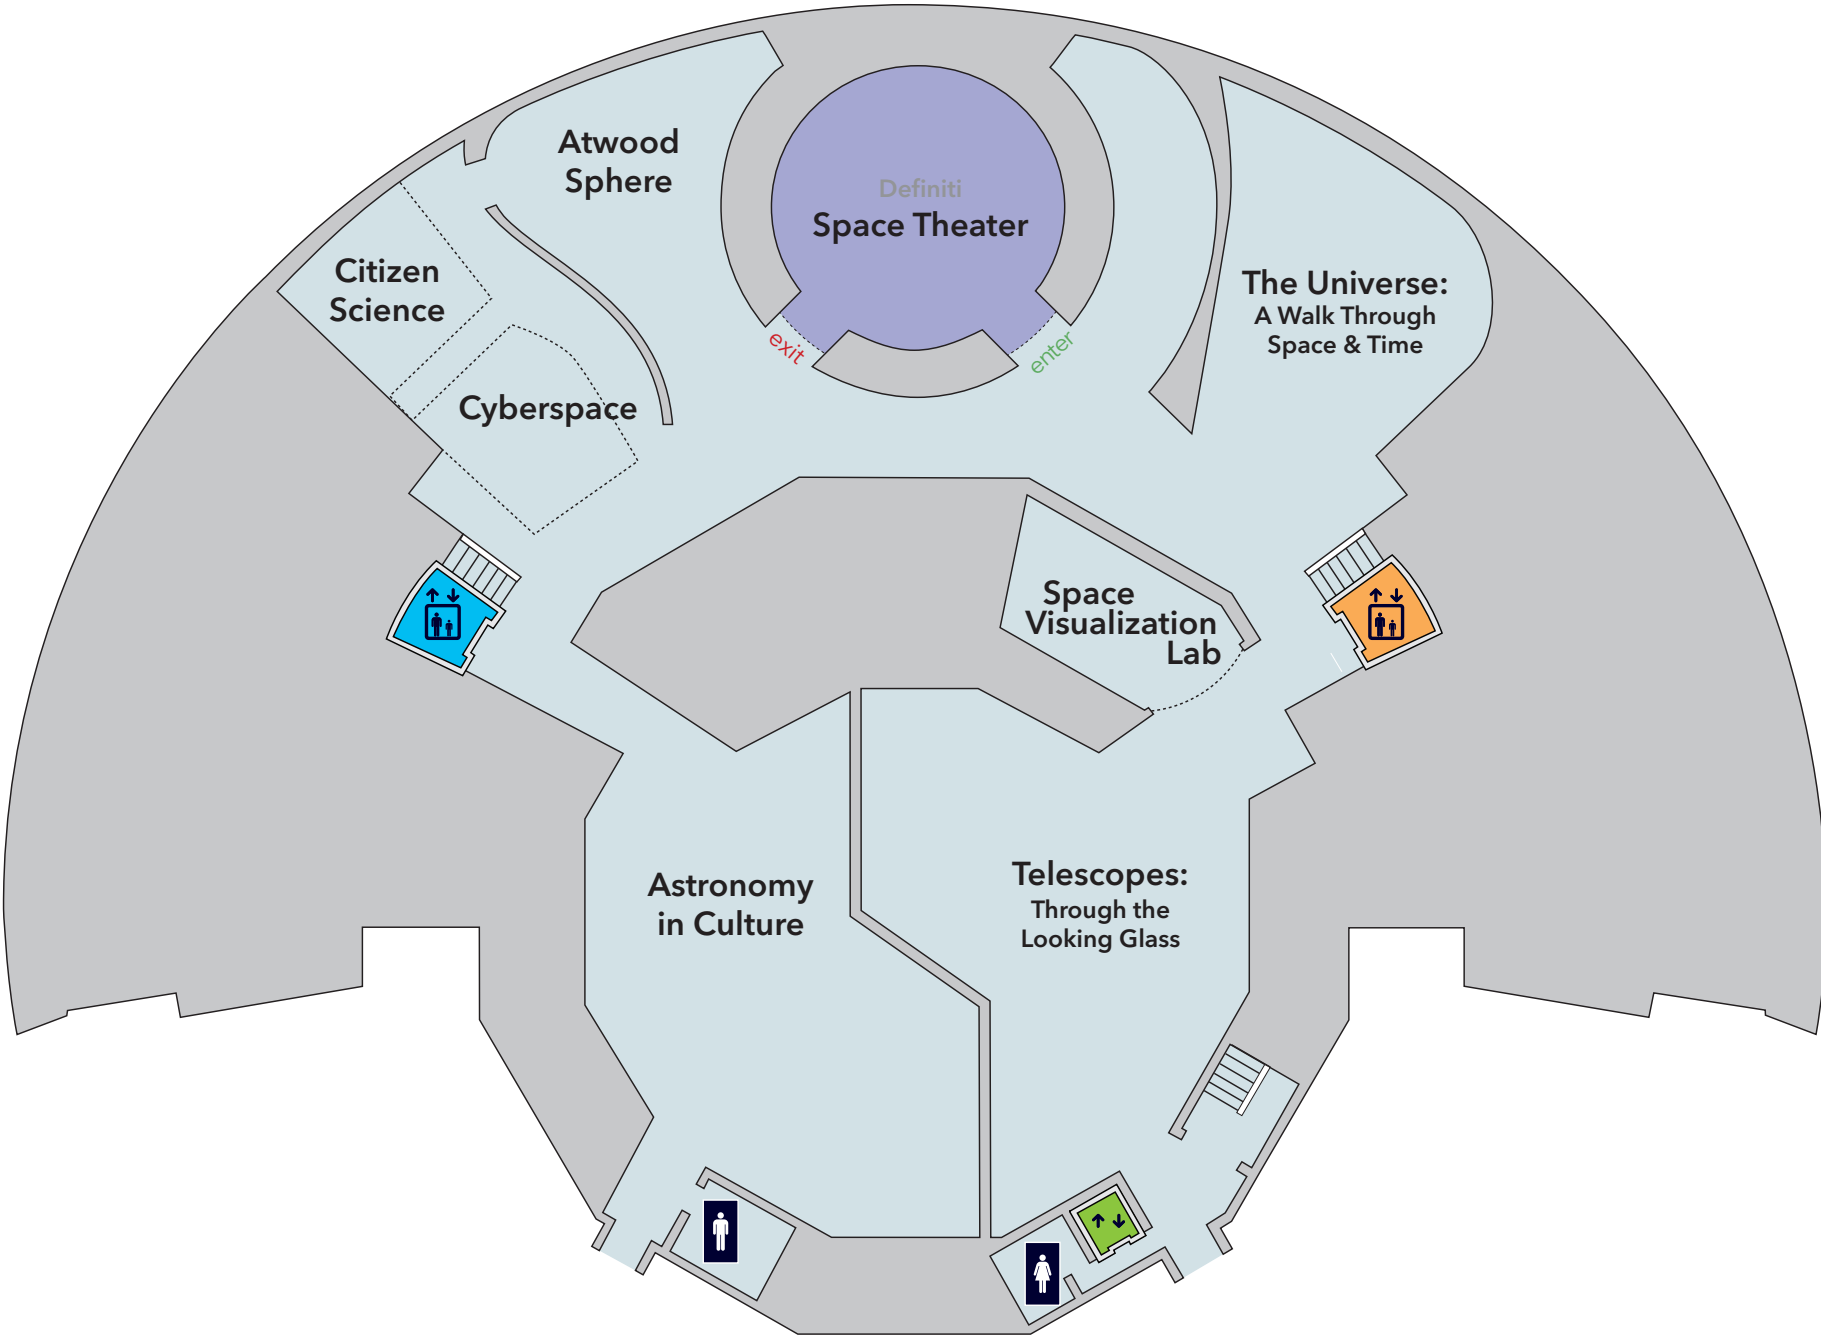 Atwood
Sphere
Definiti
Space Theater
Citizen
Science
The Universe:
A Walk Through
Space & Time
exit
enter
Cyberspace
Space
Visualization
Lab
Astronomy
in Culture
Telescopes:
Through the
Looking Glass